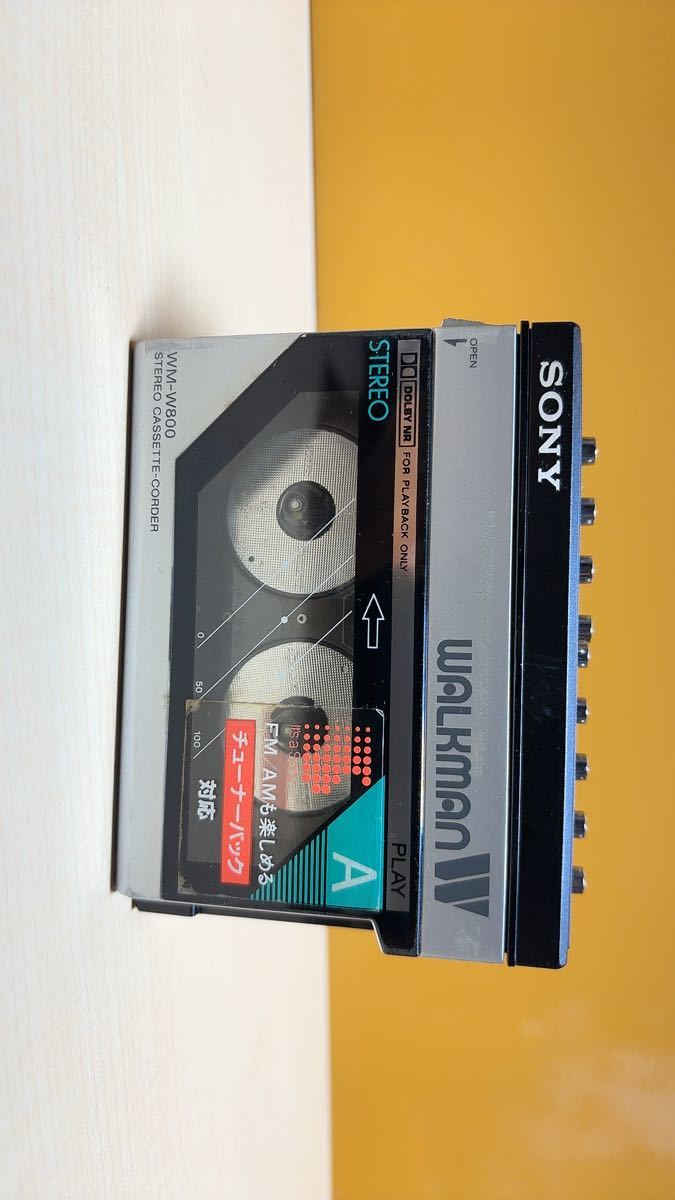 SONY
OPEN
WALKMAN
DOLBY NR FOR PLAYBACK ONLY
PLAY
STEREO
A
It's a
FM/AMも楽しめる
チューナーパック
対応
0 50 100
WM-W800
STEREO CASSETTE-CORDER